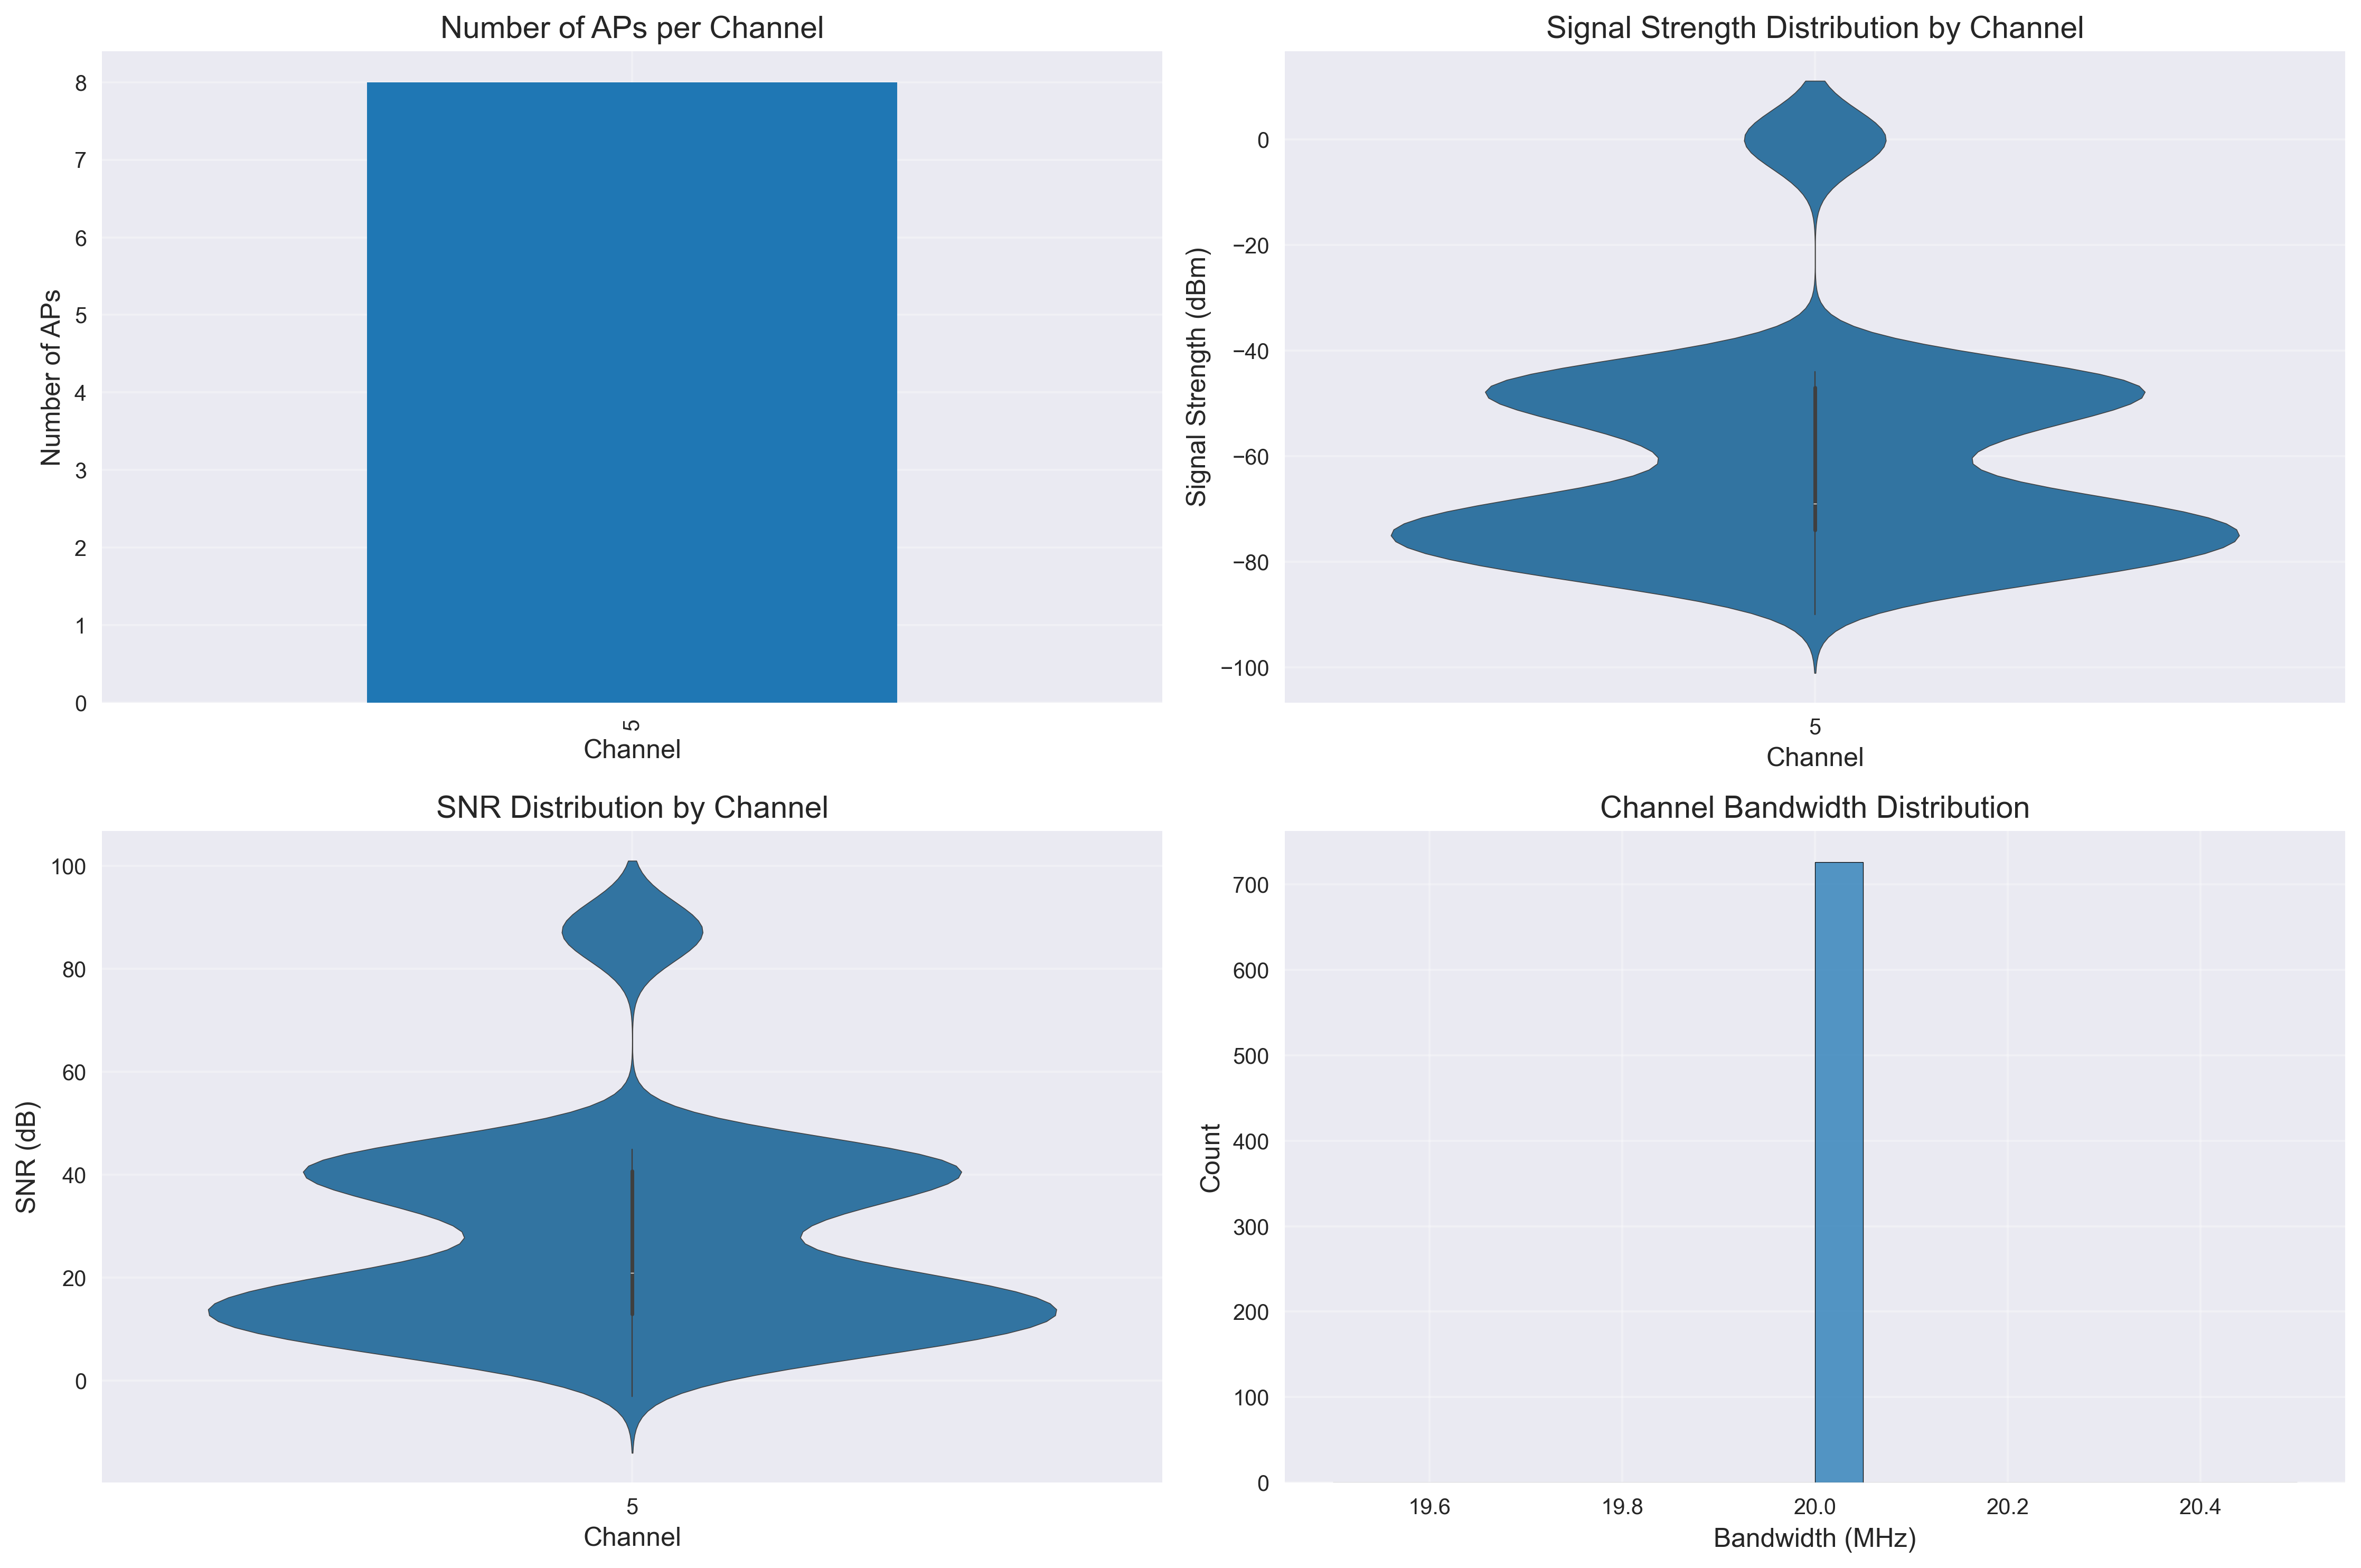 Number of APs per Channel
Number of APs
8
7
6
5
4
3
2
1
0
5
Channel
Signal Strength Distribution by Channel
Signal Strength (dBm)
0
−20
−40
−60
−80
−100
5
Channel
SNR Distribution by Channel
SNR (dB)
100
80
60
40
20
0
5
Channel
Channel Bandwidth Distribution
Count
700
600
500
400
300
200
100
0
19.6 19.8 20.0 20.2 20.4
Bandwidth (MHz)